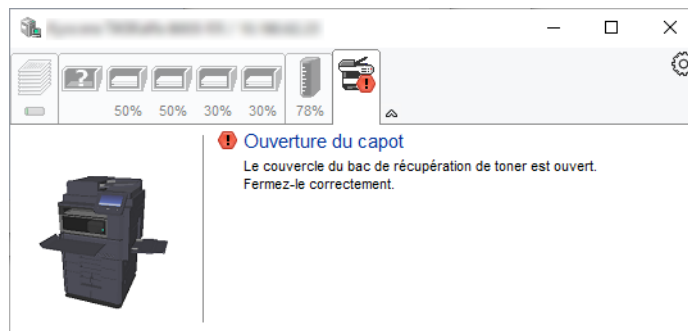 50% 50% 30% 30% 78%
Ouverture du capot
Le couvercle du bac de récupération de toner est ouvert.
Fermez-le correctement.